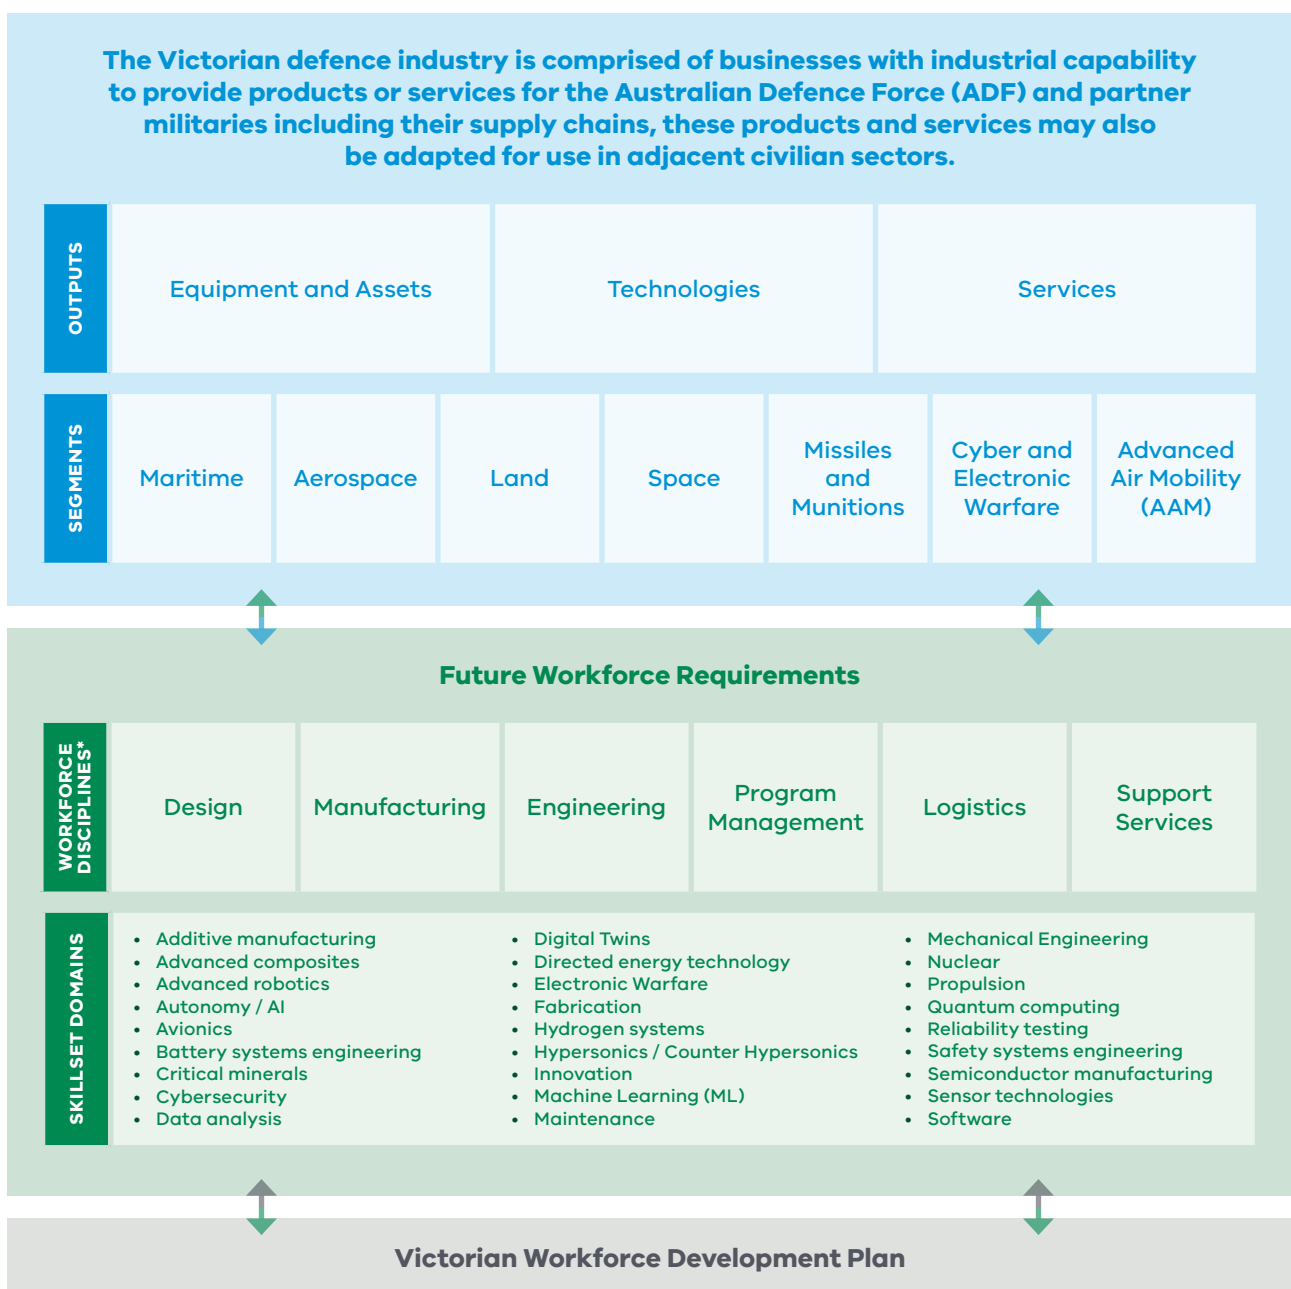 The Victorian defence industry is comprised of businesses with industrial capability
to provide products or services for the Australian Defence Force (ADF) and partner
militaries including their supply chains, these products and services may also
be adapted for use in adjacent civilian sectors.
OUTPUTS
Equipment and Assets
Technologies
Services
SEGMENTS
Maritime
Aerospace
Land
Space
Missiles
and
Munitions
Cyber and
Electronic
Warfare
Advanced
Air Mobility
(AAM)
Future Workforce Requirements
WORKFORCE
DISCIPLINES*
Design
Manufacturing
Engineering
Program
Management
Logistics
Support
Services
SKILLSET DOMAINS
• Additive manufacturing
• Advanced composites
• Advanced robotics
• Autonomy / AI
• Avionics
• Battery systems engineering
• Critical minerals
• Cybersecurity
• Data analysis
• Digital Twins
• Directed energy technology
• Electronic Warfare
• Fabrication
• Hydrogen systems
• Hypersonics / Counter Hypersonics
• Innovation
• Machine Learning (ML)
• Maintenance
• Mechanical Engineering
• Nuclear
• Propulsion
• Quantum computing
• Reliability testing
• Safety systems engineering
• Semiconductor manufacturing
• Sensor technologies
• Software
Victorian Workforce Development Plan